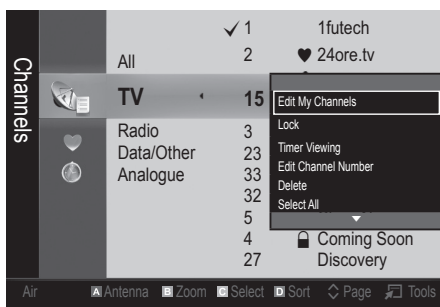 Channels
✓ 1 1futech
All 2 ♥ 24ore.tv
TV 15
Radio 3
Data/Other 23
Analogue 33
32
5
4 Coming Soon
27 Discovery
Edit My Channels
Lock
Timer Viewing
Edit Channel Number
Delete
Select All
Air A Antenna B Zoom C Select D Sort Page Tools